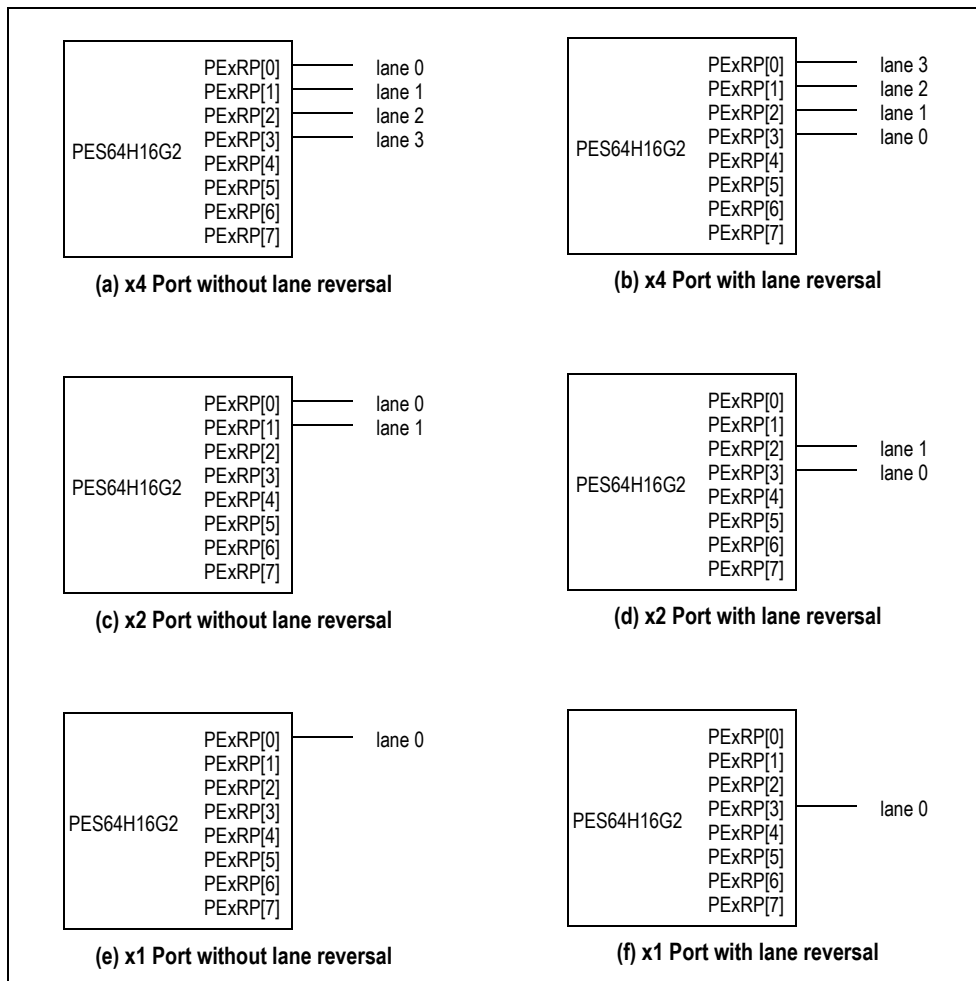 PES64H16G2
PExRP[0] lane 0
PExRP[1] lane 1
PExRP[2] lane 2
PExRP[3] lane 3
PExRP[4]
PExRP[5]
PExRP[6]
PExRP[7]
(a) x4 Port without lane reversal
PES64H16G2
PExRP[0] lane 3
PExRP[1] lane 2
PExRP[2] lane 1
PExRP[3] lane 0
PExRP[4]
PExRP[5]
PExRP[6]
PExRP[7]
(b) x4 Port with lane reversal
PES64H16G2
PExRP[0] lane 0
PExRP[1] lane 1
PExRP[2]
PExRP[3]
PExRP[4]
PExRP[5]
PExRP[6]
PExRP[7]
(c) x2 Port without lane reversal
PES64H16G2
PExRP[0]
PExRP[1]
PExRP[2] lane 1
PExRP[3] lane 0
PExRP[4]
PExRP[5]
PExRP[6]
PExRP[7]
(d) x2 Port with lane reversal
PES64H16G2
PExRP[0] lane 0
PExRP[1]
PExRP[2]
PExRP[3]
PExRP[4]
PExRP[5]
PExRP[6]
PExRP[7]
(e) x1 Port without lane reversal
PES64H16G2
PExRP[0]
PExRP[1]
PExRP[2]
PExRP[3] lane 0
PExRP[4]
PExRP[5]
PExRP[6]
PExRP[7]
(f) x1 Port with lane reversal